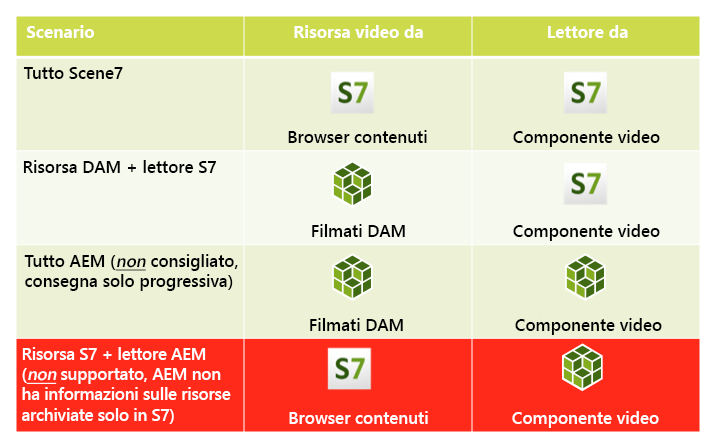 Scenario
Risorsa video da
Lettore da
Tutto Scene7
S7
Browser contenuti
S7
Componente video
Risorsa DAM + lettore S7
Filmati DAM
S7
Componente video
Tutto AEM (non consigliato,
consegna solo progressiva)
Filmati DAM
Componente video
Risorsa S7 + lettore AEM
(non supportato, AEM non
ha informazioni sulle risorse
archiviate solo in S7)
S7
Browser contenuti
Componente video